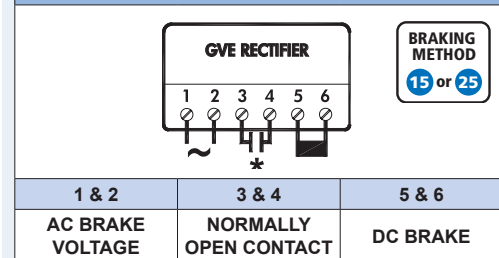 GVE RECTIFIER
1 2 3 4 5 6
~
*
BRAKING
METHOD
15 or 25
1 & 2
3 & 4
5 & 6
AC BRAKE
VOLTAGE
NORMALLY
OPEN CONTACT
DC BRAKE